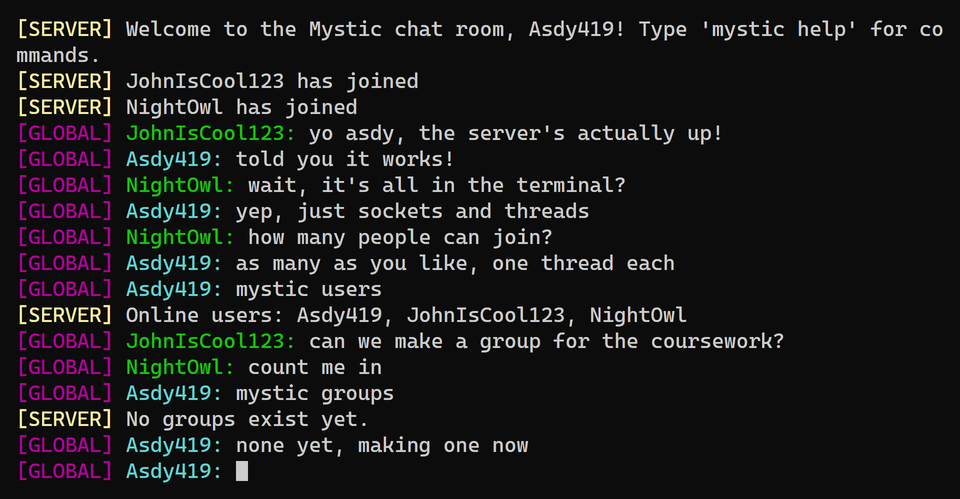 [SERVER] Welcome to the Mystic chat room, Asdy419! Type 'mystic help' for co
mmands.
[SERVER] JohnIsCool123 has joined
[SERVER] NightOwl has joined
[GLOBAL] JohnIsCool123: yo asdy, the server's actually up!
[GLOBAL] Asdy419: told you it works!
[GLOBAL] NightOwl: wait, it's all in the terminal?
[GLOBAL] Asdy419: yep, just sockets and threads
[GLOBAL] NightOwl: how many people can join?
[GLOBAL] Asdy419: as many as you like, one thread each
[GLOBAL] Asdy419: mystic users
[SERVER] Online users: Asdy419, JohnIsCool123, NightOwl
[GLOBAL] JohnIsCool123: can we make a group for the coursework?
[GLOBAL] NightOwl: count me in
[GLOBAL] Asdy419: mystic groups
[SERVER] No groups exist yet.
[GLOBAL] Asdy419: none yet, making one now
[GLOBAL] Asdy419: